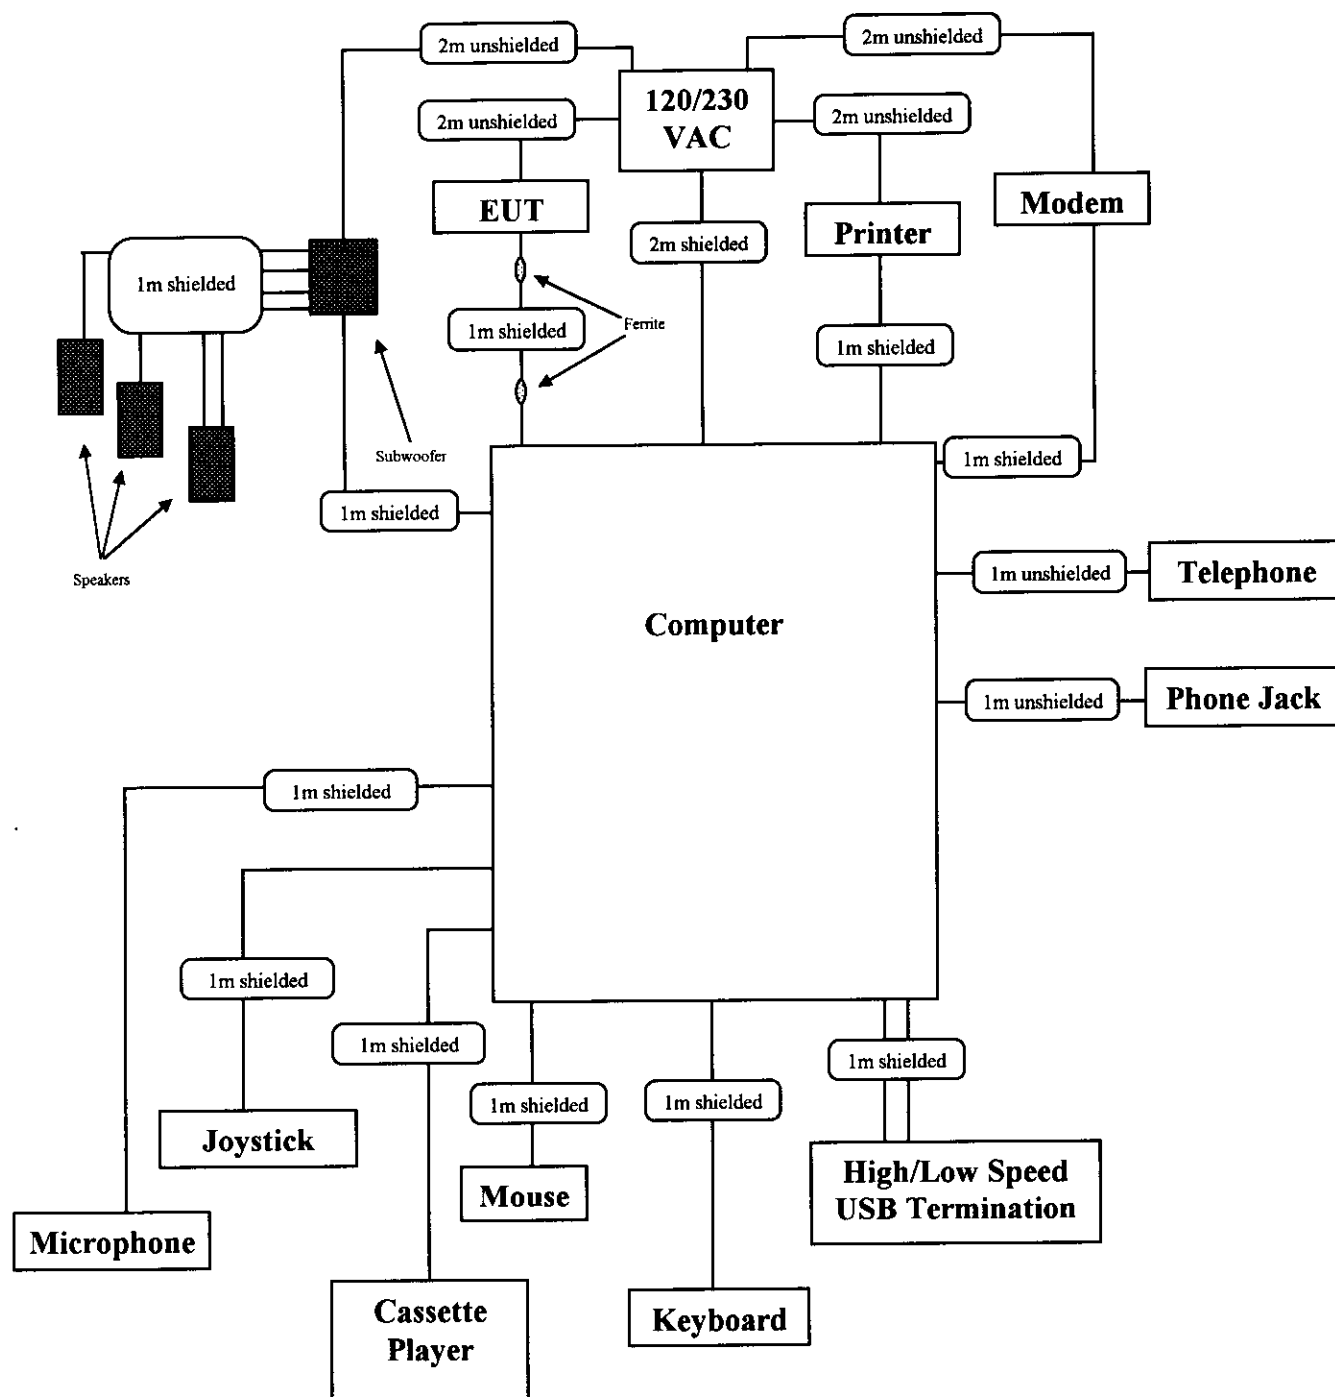 2m unshielded
2m unshielded
120/230
VAC
2m unshielded
2m unshielded
EUT
Modem
Printer
2m shielded
1m shielded
Ferrite
1m shielded
1m shielded
Subwoofer
1m shielded
1m shielded
Speakers
1m unshielded
Telephone
Computer
1m unshielded
Phone Jack
1m shielded
1m shielded
1m shielded
1m shielded
1m shielded
1m shielded
Joystick
Mouse
High/Low Speed
USB Termination
Microphone
Cassette
Player
Keyboard